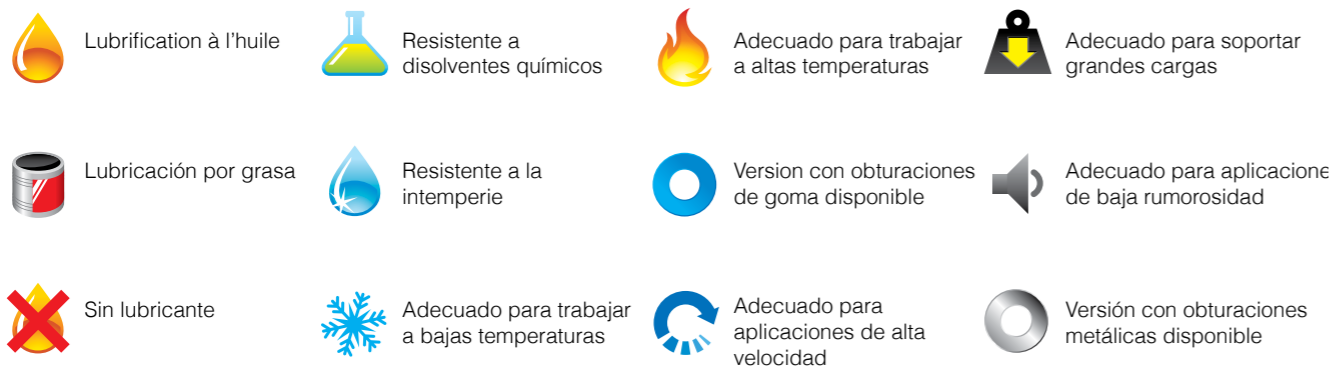 Lubrification à l’huile
Resistente a
disolventes químicos
Adecuado para trabajar
a altas temperaturas
Adecuado para soportar
grandes cargas
Lubricación por grasa
Resistente a la
intemperie
Version con obturaciones
de goma disponible
Adecuado para aplicacione
de baja rumorosidad
Sin lubricante
Adecuado para trabajar
a bajas temperaturas
Adecuado para
aplicaciones de alta
velocidad
Versión con obturaciones
metálicas disponible